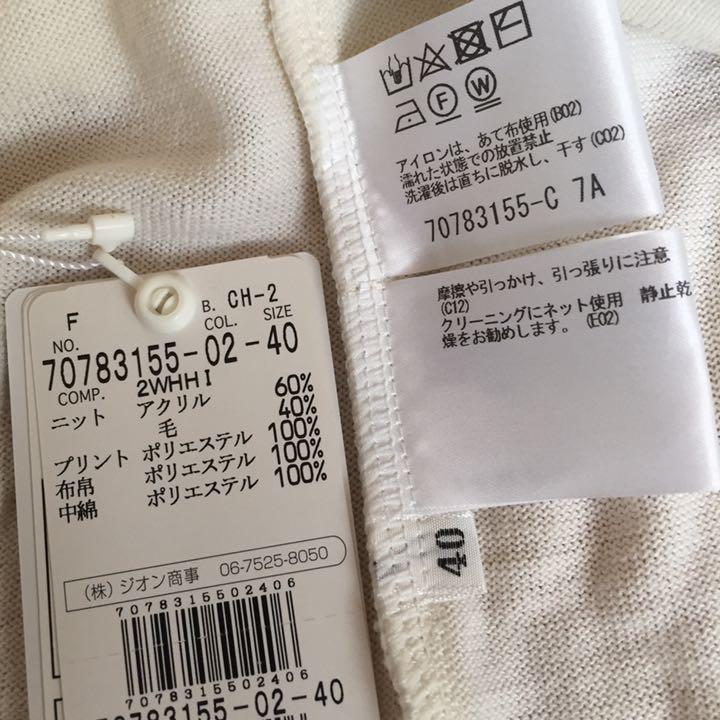 F
B. CH-2
NO.
COL.
SIZE
70783155-02-40
COMP. 2WHHI
ニット アクリル 60%
毛 40%
プリント ポリエステル 100%
布帛 ポリエステル 100%
中綿 ポリエステル 100%
(株)ジオン商事 06-7525-8050
7078315502406
70783155-02-40
F
W
アイロンは、あて布使用(B02)
濡れた状態での放置禁止
洗濯後は直ちに脱水し、干す(C02)
70783155-C 7A
摩擦や引っかけ、引っ張りに注意
(C12)
クリーニングにネット使用 静止乾
燥をお勧めします。(E02)
40